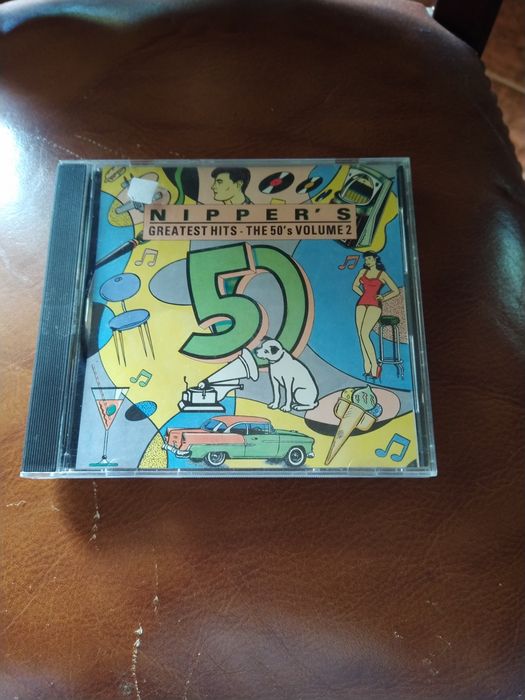 NIPPER'S
GREATEST HITS - THE 50's VOLUME 2
50